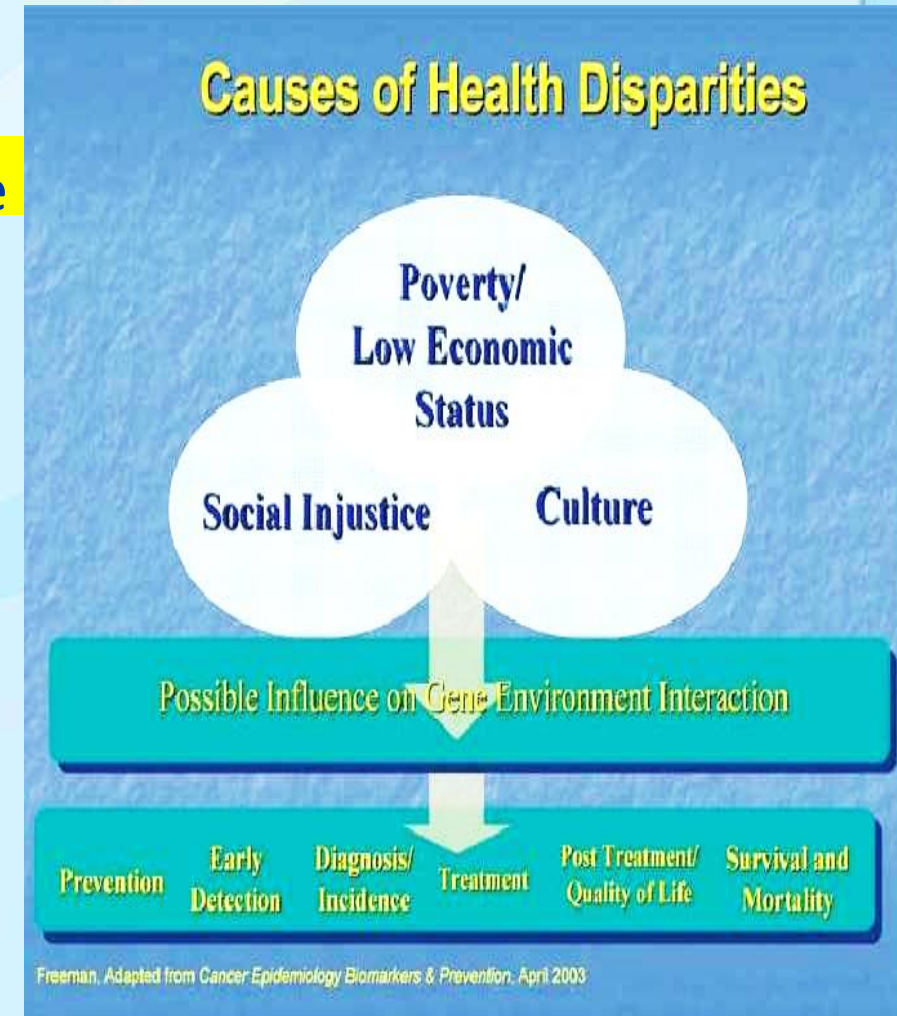 Causes of Health Disparities
e
Poverty/
Low Economic
Status
Social Injustice
Culture
Possible Influence on Gene Environment Interaction
Prevention
Early
Detection
Diagnosis/
Incidence
Treatment
Post Treatment/
Quality of Life
Survival and
Mortality
Freeman, Adapted from Cancer Epidemiology Biomarkers & Prevention, April 2003